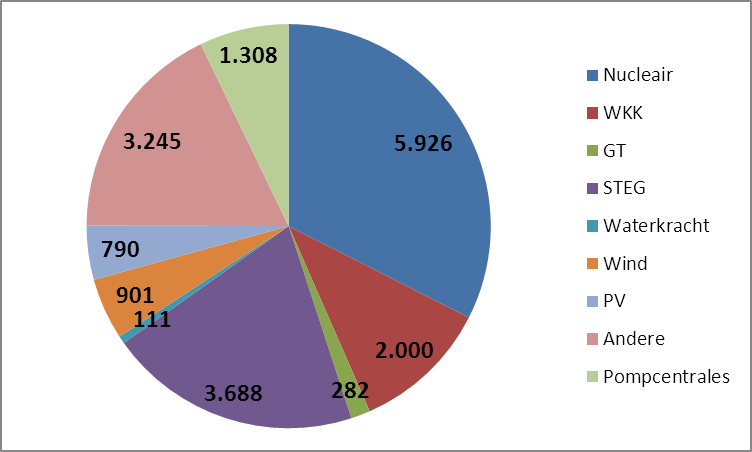 1.308
5.926
3.245
790
901
111
2.000
282
3.688
Nucleair
WKK
GT
STEG
Waterkracht
Wind
PV
Andere
Pompcentrales